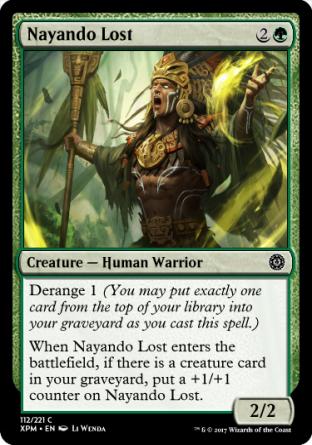 Nayando Lost 2
Creature — Human Warrior
Derange 1 (You may put exactly one
card from the top of your library
into your graveyard as you cast
this spell.)
When Nayando Lost enters the
battlefield, if there is a creature card
in your graveyard, put a +1/+1
counter on Nayando Lost.
2/2
112/221 C
XPM • EN Li Wenda
™ & © 2017 Wizards of the Coast